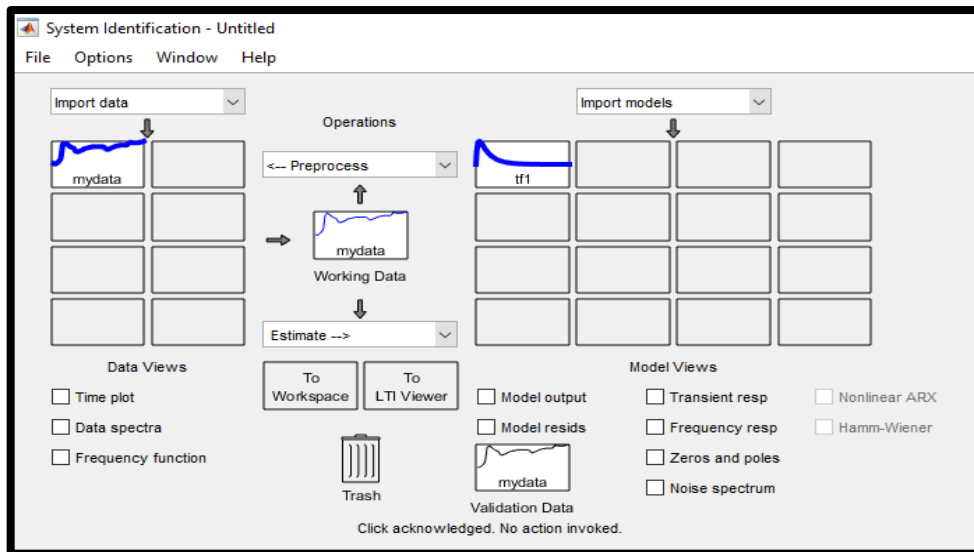 System Identification - Untitled
File Options Window Help
Import data
Import models
Operations
<-- Preprocess
mydata
tf1
mydata
Working Data
Estimate -->
Data Views
Model Views
To Workspace
To LTI Viewer
Time plot
Data spectra
Frequency function
Model output
Model resids
Transient resp
Frequency resp
Zeros and poles
Noise spectrum
Nonlinear ARX
Hamm-Wiener
Trash
mydata
Validation Data
Click acknowledged. No action invoked.